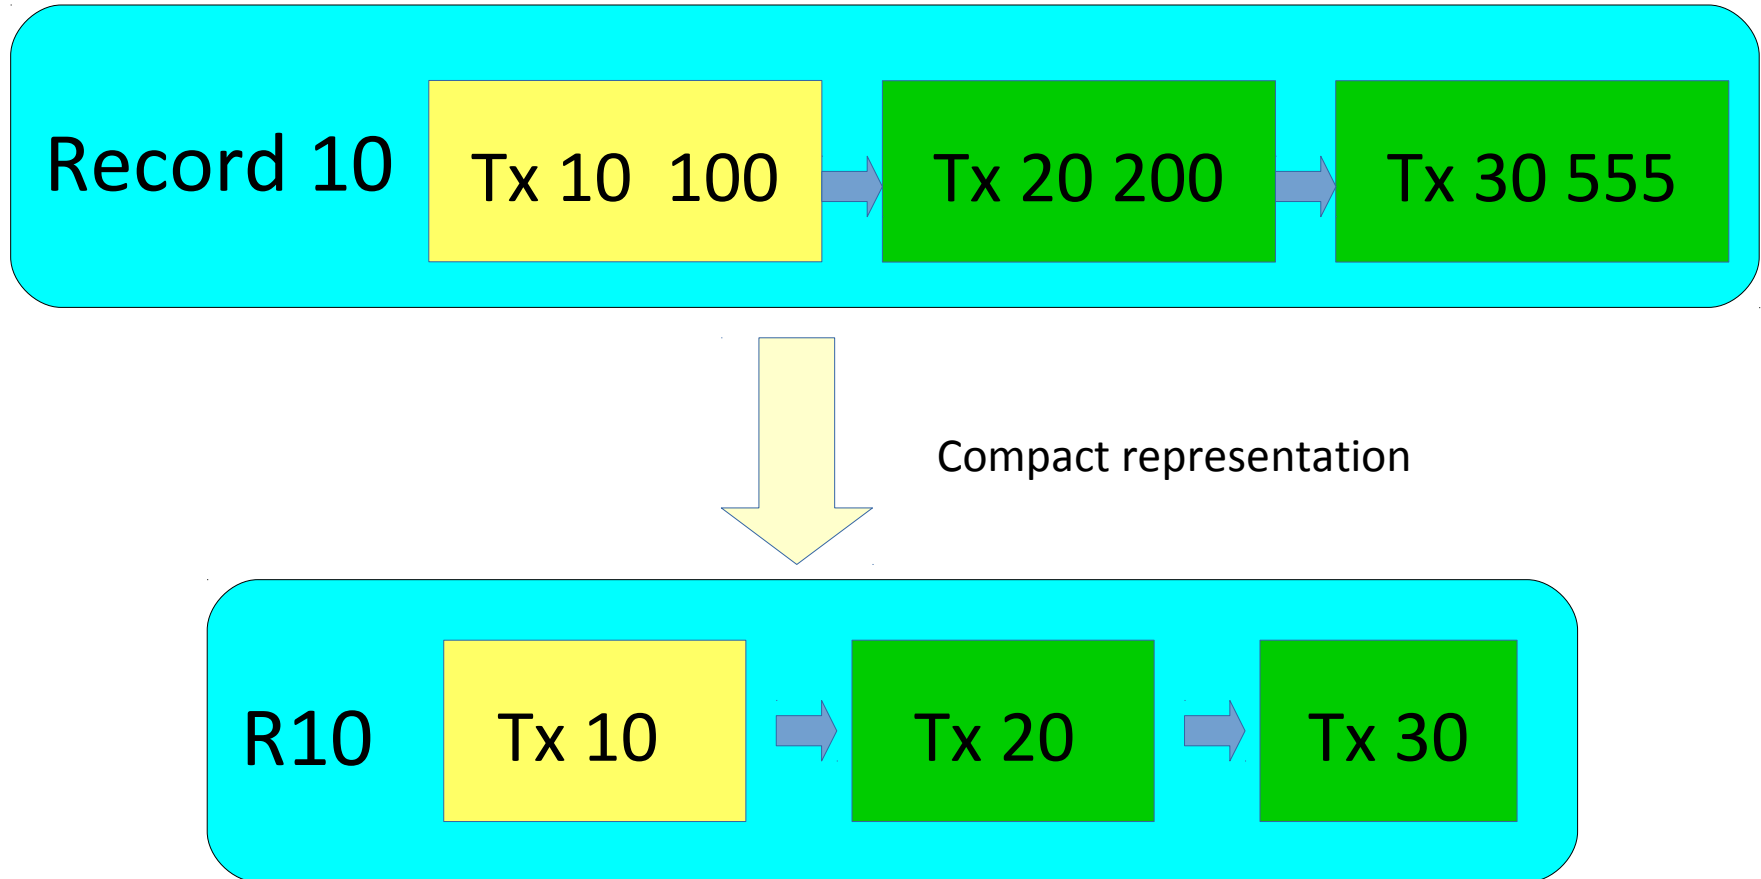 Record 10
Tx 10  100
Tx 20 200
Tx 30 555
Compact representation
R10
Tx 10
Tx 20
Tx 30